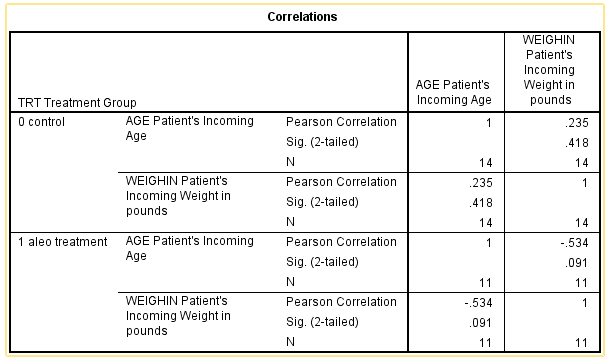 Correlations
TRT Treatment Group
AGE Patient's
Incoming Age
WEIGHIN
Patient's
Incoming
Weight in
pounds
0 control
AGE Patient's Incoming
Age
Pearson Correlation
1
.235
Sig. (2-tailed)
.418
N
14
14
WEIGHIN Patient's
Incoming Weight in
pounds
Pearson Correlation
.235
1
Sig. (2-tailed)
.418
N
14
14
1 aleo treatment
AGE Patient's Incoming
Age
Pearson Correlation
1
-.534
Sig. (2-tailed)
.091
N
11
11
WEIGHIN Patient's
Incoming Weight in
pounds
Pearson Correlation
-.534
1
Sig. (2-tailed)
.091
N
11
11